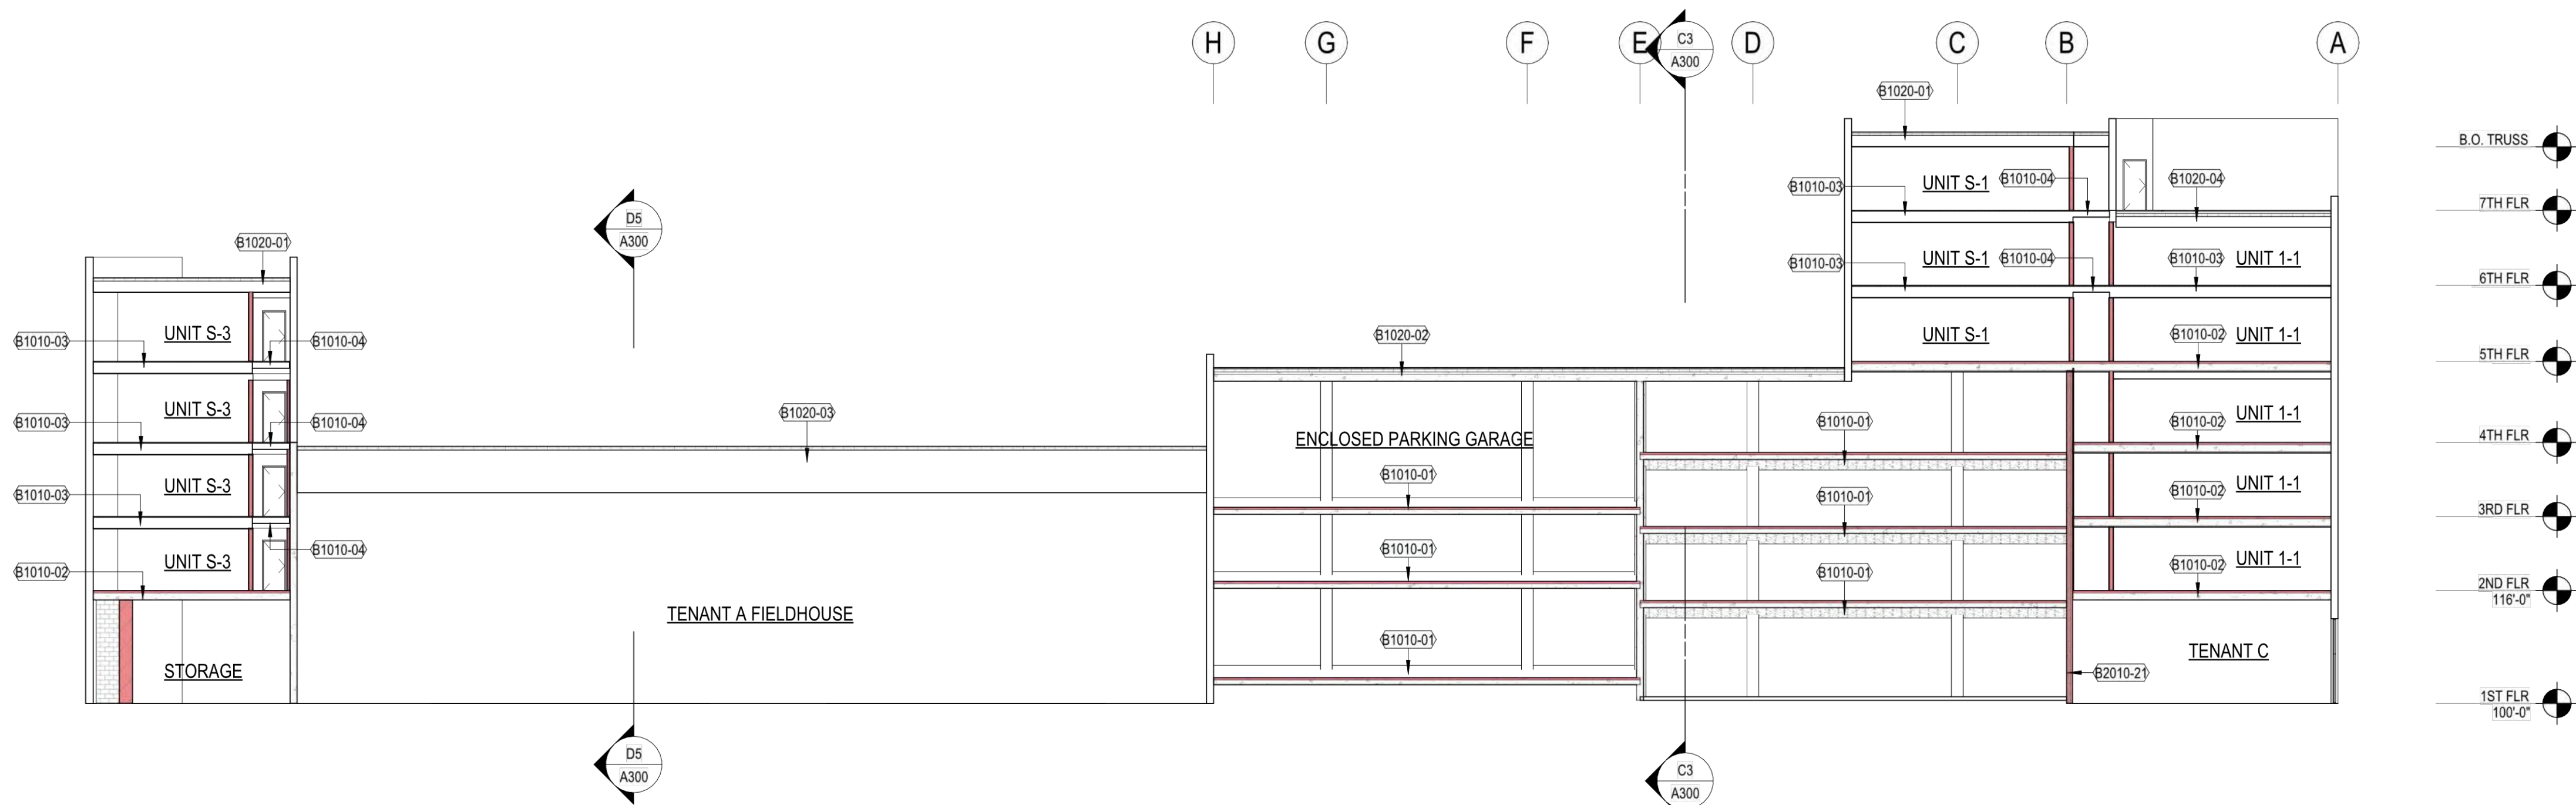 H
G
F
E
C3
A300
D
C
B
A
B1020-01
B.O. TRUSS
B1010-03
UNIT S-1
B1010-04
B1020-04
7TH FLR
D5
A300
B1020-01
B1010-03
UNIT S-1
B1010-04
B1010-03
UNIT 1-1
6TH FLR
UNIT S-3
B1010-03
B1010-04
B1020-02
UNIT S-1
B1010-02
UNIT 1-1
5TH FLR
UNIT S-3
B1010-03
B1010-04
B1020-03
ENCLOSED PARKING GARAGE
B1010-01
UNIT 1-1
B1010-02
4TH FLR
B1010-01
UNIT S-3
B1010-03
B1010-01
B1010-02
UNIT 1-1
3RD FLR
B1010-04
UNIT S-3
B1010-02
B1010-01
B1010-01
B1010-02
UNIT 1-1
2ND FLR
116'-0"
TENANT A FIELDHOUSE
B1010-01
STORAGE
TENANT C
B2010-21
1ST FLR
100'-0"
D5
A300
C3
A300